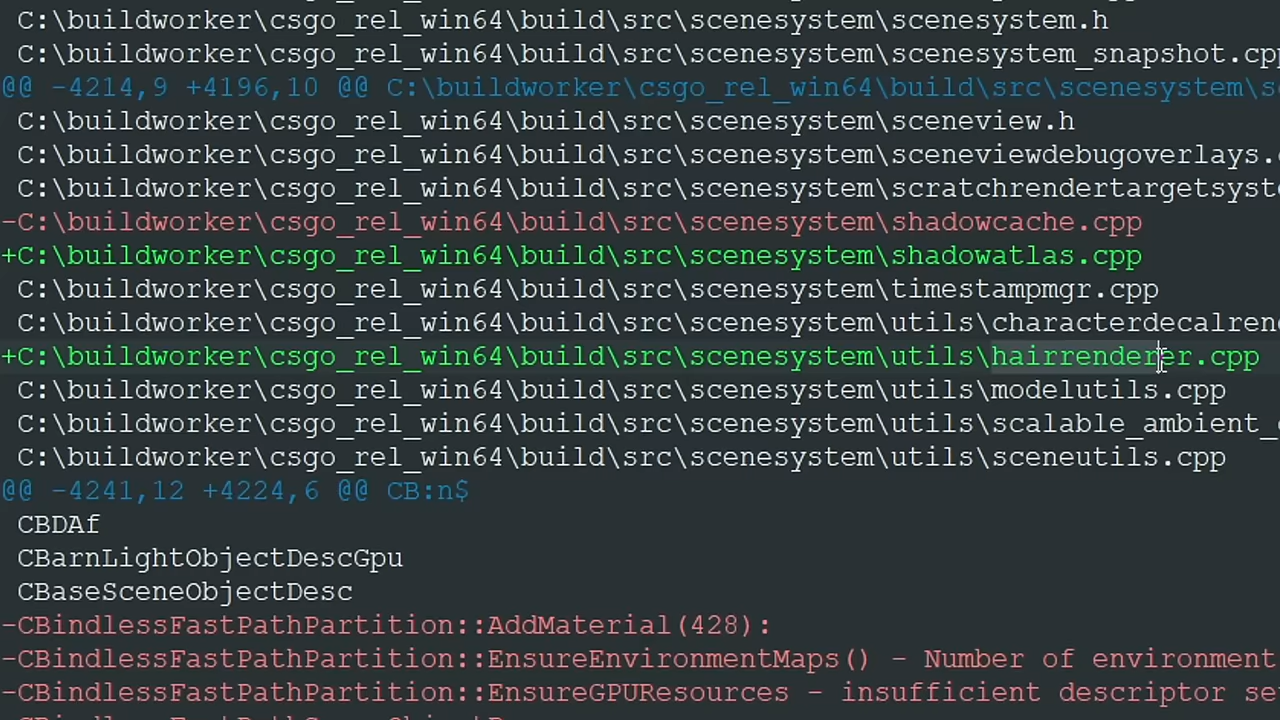 C:\buildworker\csgo_rel_win64\build\src\scenesystem\scenesystem.h
C:\buildworker\csgo_rel_win64\build\src\scenesystem\scenesystem_snapshot.cpp
@@ -4214,9 +4196,10 @@ C:\buildworker\csgo_rel_win64\build\src\scenesystem\s
C:\buildworker\csgo_rel_win64\build\src\scenesystem\sceneview.h
C:\buildworker\csgo_rel_win64\build\src\scenesystem\sceneviewdebugoverlays.
C:\buildworker\csgo_rel_win64\build\src\scenesystem\scratchrendertargetsyst
-C:\buildworker\csgo_rel_win64\build\src\scenesystem\shadowcache.cpp
+C:\buildworker\csgo_rel_win64\build\src\scenesystem\shadowatlas.cpp
C:\buildworker\csgo_rel_win64\build\src\scenesystem\timestampmgr.cpp
C:\buildworker\csgo_rel_win64\build\src\scenesystem\utils\characterdecalren
+C:\buildworker\csgo_rel_win64\build\src\scenesystem\utils\hairrenderer.cpp
C:\buildworker\csgo_rel_win64\build\src\scenesystem\utils\modelutils.cpp
C:\buildworker\csgo_rel_win64\build\src\scenesystem\utils\scalable_ambient_
C:\buildworker\csgo_rel_win64\build\src\scenesystem\utils\sceneutils.cpp
@@ -4241,12 +4224,6 @@ CB:n$
CBDAf
CBarnLightObjectDescGpu
CBaseSceneObjectDesc
-CBindlessFastPathPartition::AddMaterial(428):
-CBindlessFastPathPartition::EnsureEnvironmentMaps() - Number of environment
-CBindlessFastPathPartition::EnsureGPUResources - insufficient descriptor se